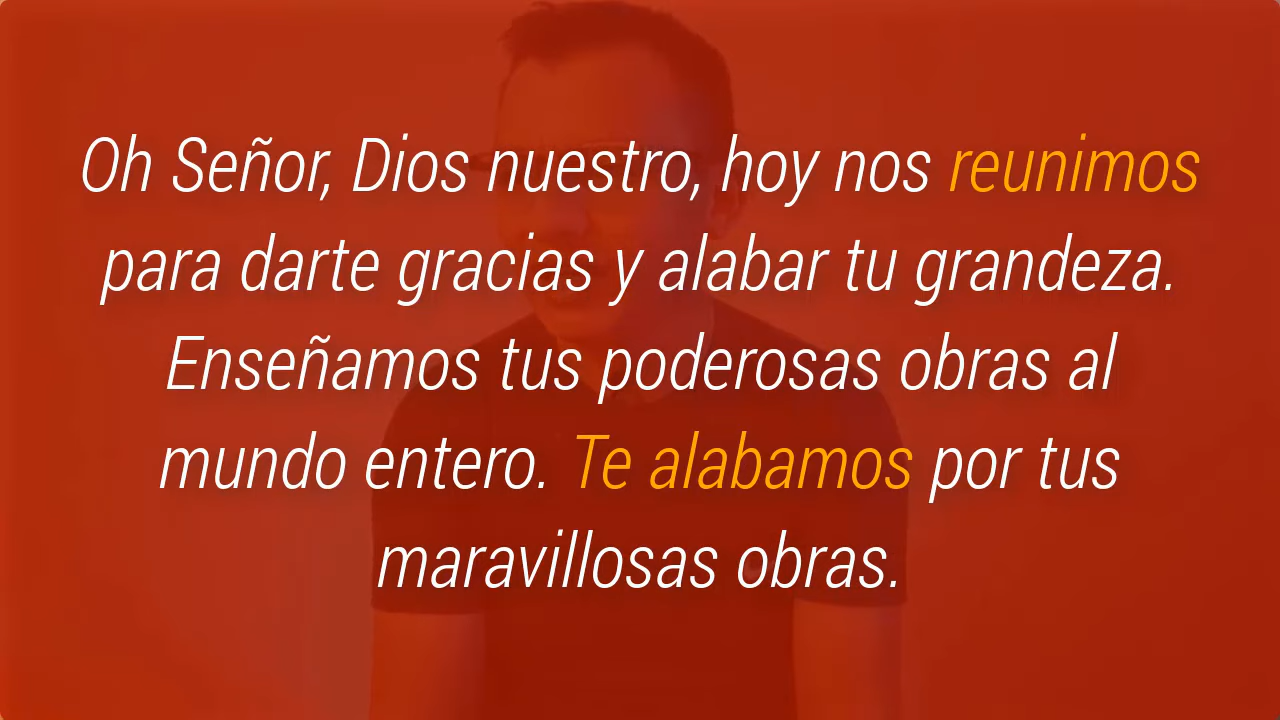 Oh Señor, Dios nuestro, hoy nos reunimos
para darte gracias y alabar tu grandeza.
Enseñamos tus poderosas obras al
mundo entero. Te alabamos por tus
maravillosas obras.